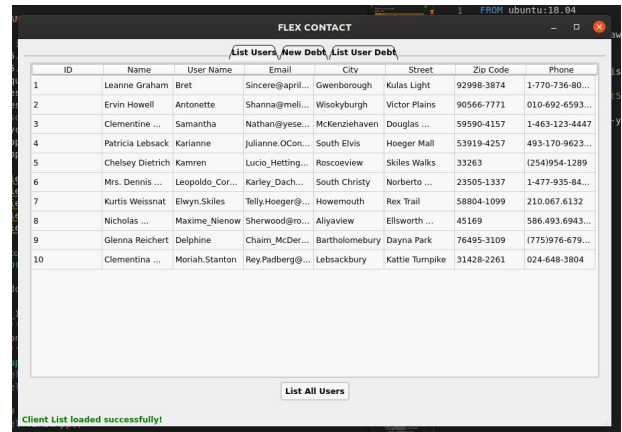 1 FROM ubuntu:18.04
FLEX CONTACT
List Users New Debt List User Debt
ID Name User Name Email City Street Zip Code Phone
1 Leanne Graham Bret Sincere@april... Gwenborough Kulas Light 92998-3874 1-770-736-80...
2 Ervin Howell Antonette Shanna@meli... Wisokyburgh Victor Plains 90566-7771 010-692-6593...
3 Clementine ... Samantha Nathan@yese... McKenziehaven Douglas ... 59590-4157 1-463-123-4447
4 Patricia Lebsack Karianne Julianne.OCon... South Elvis Hoeger Mall 53919-4257 493-170-9623...
5 Chelsey Dietrich Kamren Lucio_Hetting... Roscoeview Skiles Walks 33263 (254)954-1289
6 Mrs. Dennis ... Leopoldo_Cor... Karley_Dach... South Christy Norberto ... 23505-1337 1-477-935-84...
7 Kurtis Weissnat Elwyn.Skiles Telly.Hoeger@... Howemouth Rex Trail 58804-1099 210.067.6132
8 Nicholas ... Maxime_Nienow Sherwood@ro... Aliyaview Ellsworth ... 45169 586.493.6943...
9 Glenna Reichert Delphine Chaim_McDer... Bartholomebury Dayna Park 76495-3109 (775)976-679...
10 Clementina ... Moriah.Stanton Rey.Padberg@... Lebsackbury Kattie Turnpike 31428-2261 024-648-3804
List All Users
Client List loaded successfully!